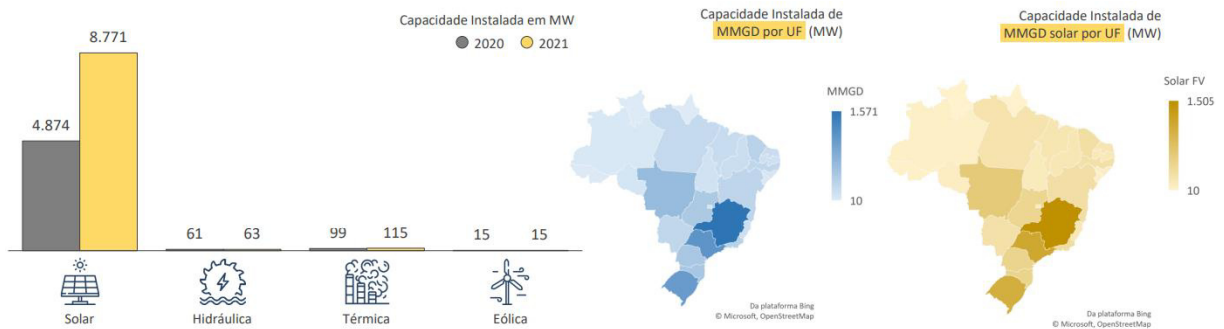 Capacidade Instalada em MW
2020 2021
8.771
4.874
61 63
99 115
15 15
Solar
Hidráulica
Térmica
Eólica
Capacidade Instalada de
MMGD por UF (MW)
MMGD
1.571
10
Da plataforma Bing
© Microsoft, OpenStreetMap
Capacidade Instalada de
MMGD solar por UF (MW)
Solar FV
1.505
10
Da plataforma Bing
© Microsoft, OpenStreetMap